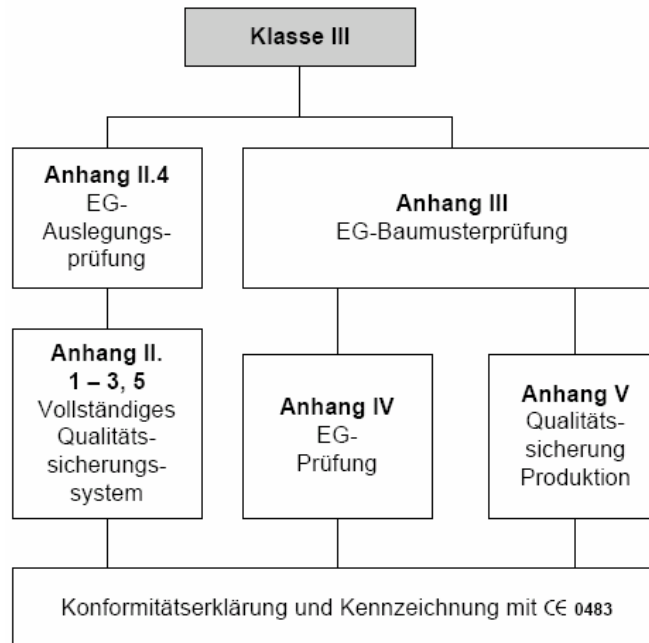 Klasse III
Anhang II.4
EG-
Auslegungs-
prüfung
Anhang III
EG-Baumusterprüfung
Anhang II.
1 – 3, 5
Vollständiges
Qualitäts-
sicherungs-
system
Anhang IV
EG-
Prüfung
Anhang V
Qualitäts-
sicherung
Produktion
Konformitätserklärung und Kennzeichnung mit CE 0483